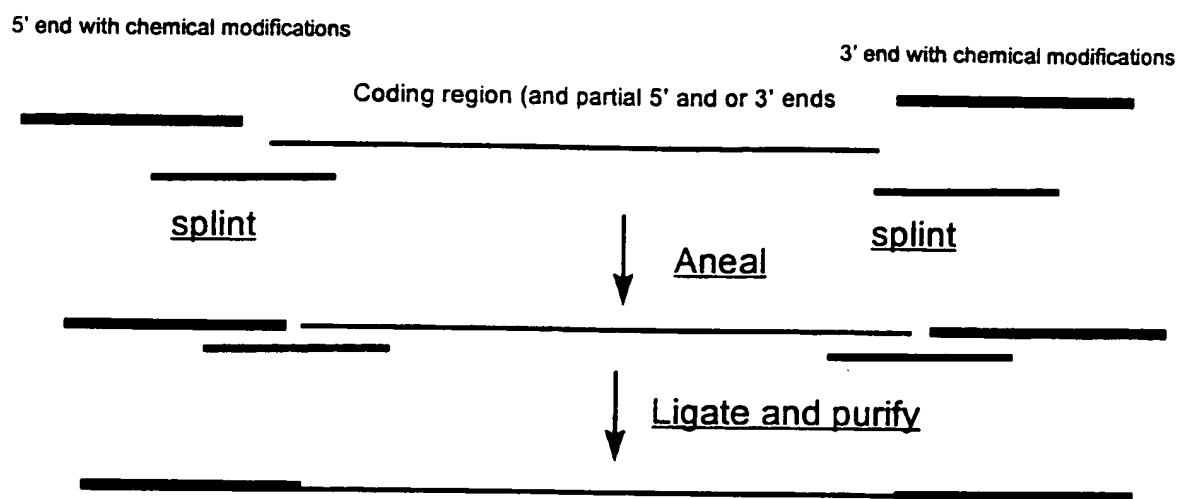 5' end with chemical modifications
3' end with chemical modifications
Coding region (and partial 5' and or 3' ends
splint
splint
Aneal
Ligate and purify